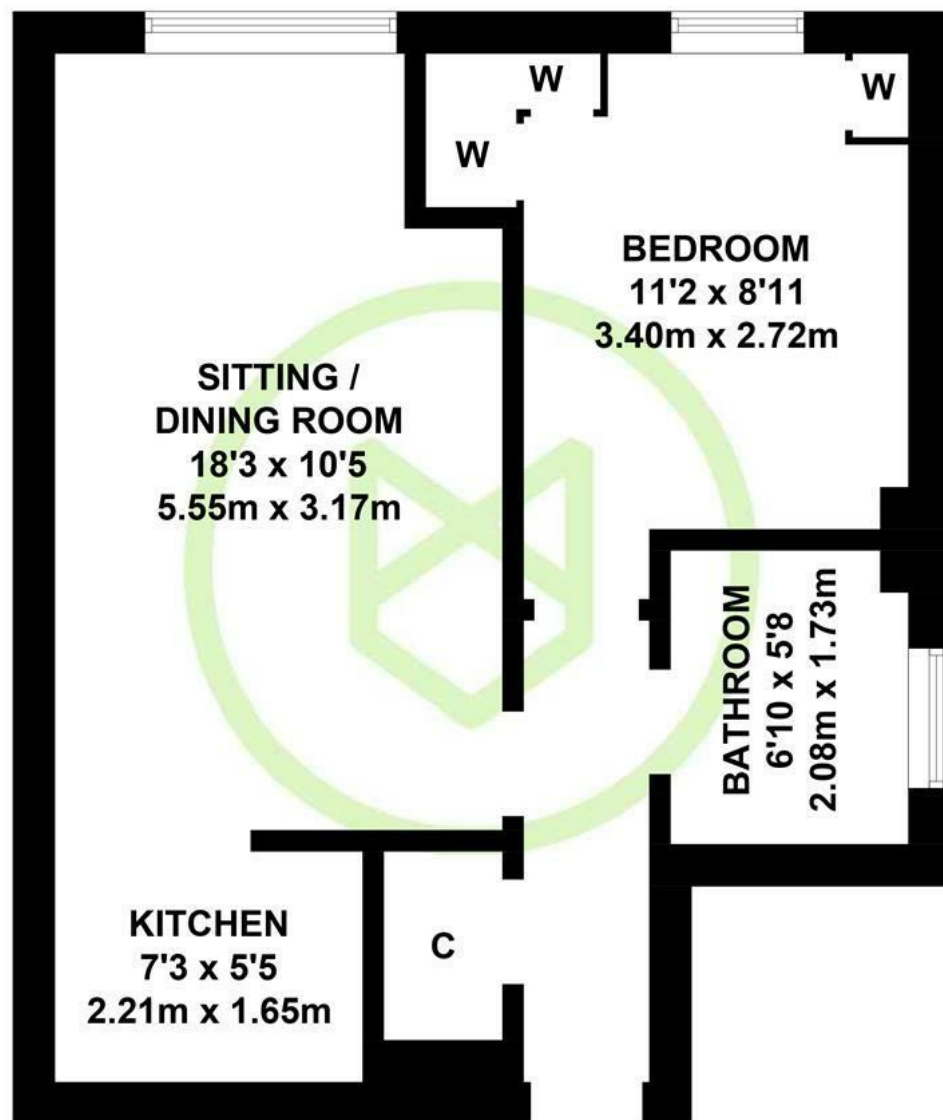 W
W
W
BEDROOM
11'2 x 8'11
3.40m x 2.72m
SITTING /
DINING ROOM
18'3 x 10'5
5.55m x 3.17m
BATHROOM
6'10 x 5'8
2.08m x 1.73m
KITCHEN
7'3 x 5'5
2.21m x 1.65m
C